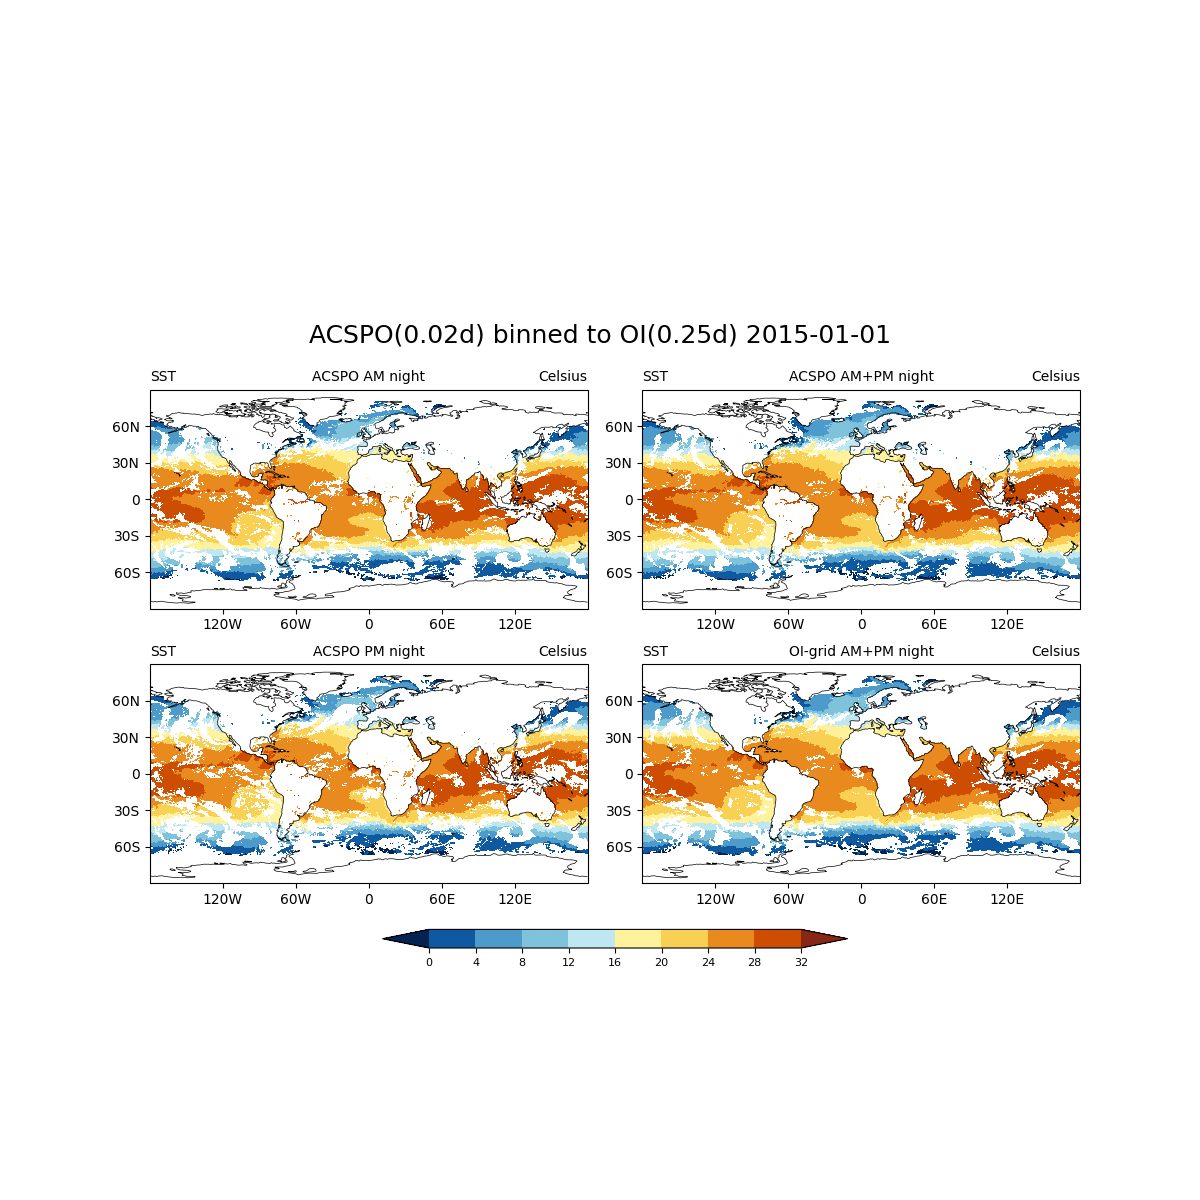 ACSPO(0.02d) binned to OI(0.25d) 2015-01-01
SST ACSPO AM night Celsius
60N
30N
0
30S
60S
120W 60W 0 60E 120E
SST ACSPO AM+PM night Celsius
60N
30N
0
30S
60S
120W 60W 0 60E 120E
SST ACSPO PM night Celsius
60N
30N
0
30S
60S
120W 60W 0 60E 120E
SST OI-grid AM+PM night Celsius
60N
30N
0
30S
60S
120W 60W 0 60E 120E
0 4 8 12 16 20 24 28 32